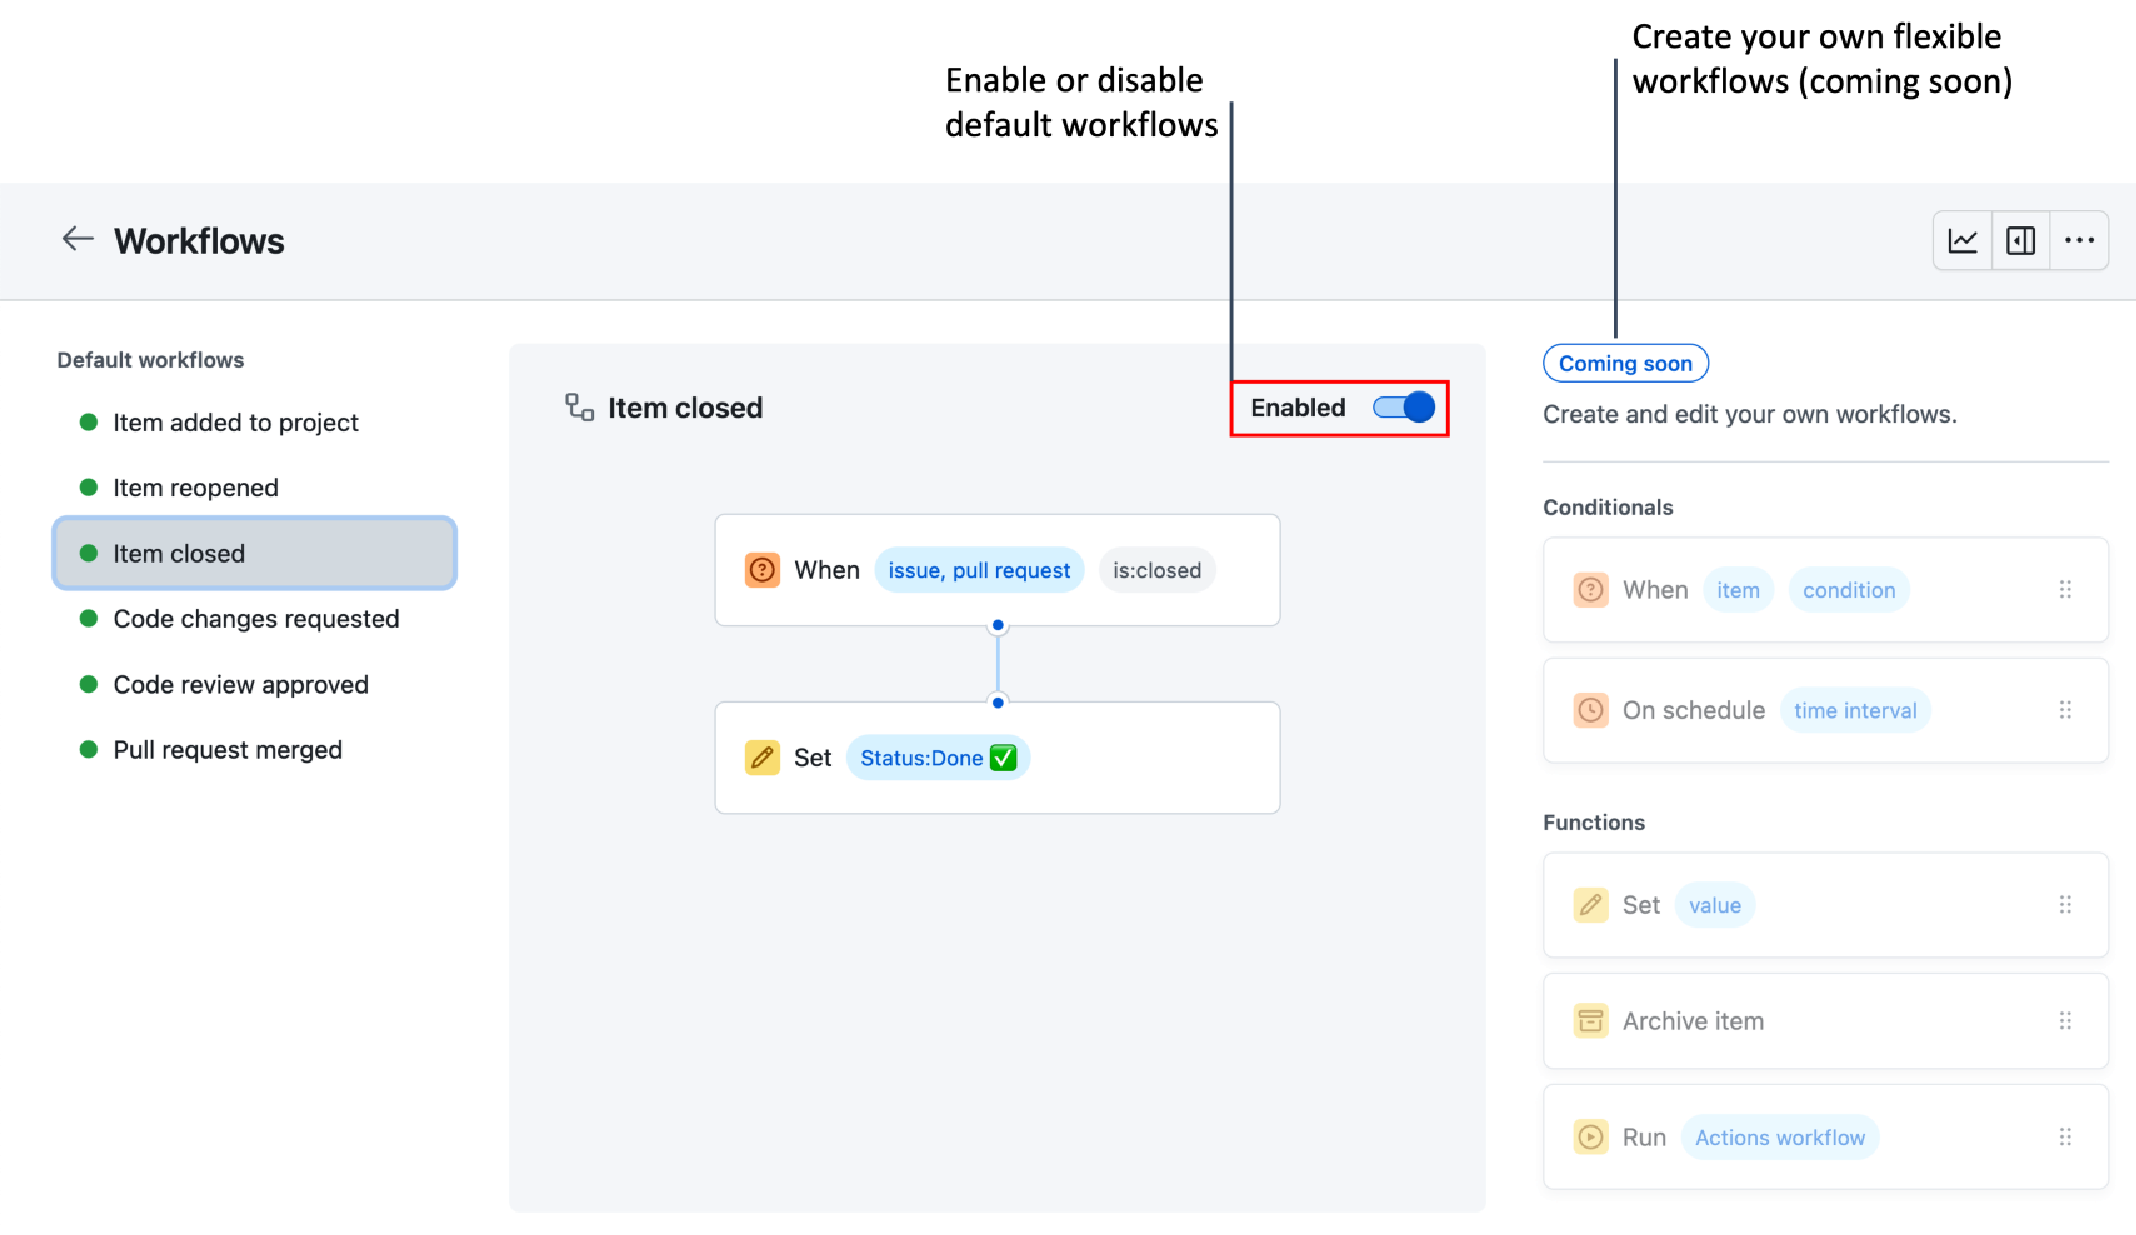 Create your own flexible
workflows (coming soon)
Enable or disable
default workflows
Workflows
Default workflows
Item added to project
Item reopened
Item closed
Code changes requested
Code review approved
Pull request merged
Item closed
Enabled
When issue, pull request is:closed
Set Status:Done ✅
Coming soon
Create and edit your own workflows.
Conditionals
When item condition
On schedule time interval
Functions
Set value
Archive item
Run Actions workflow